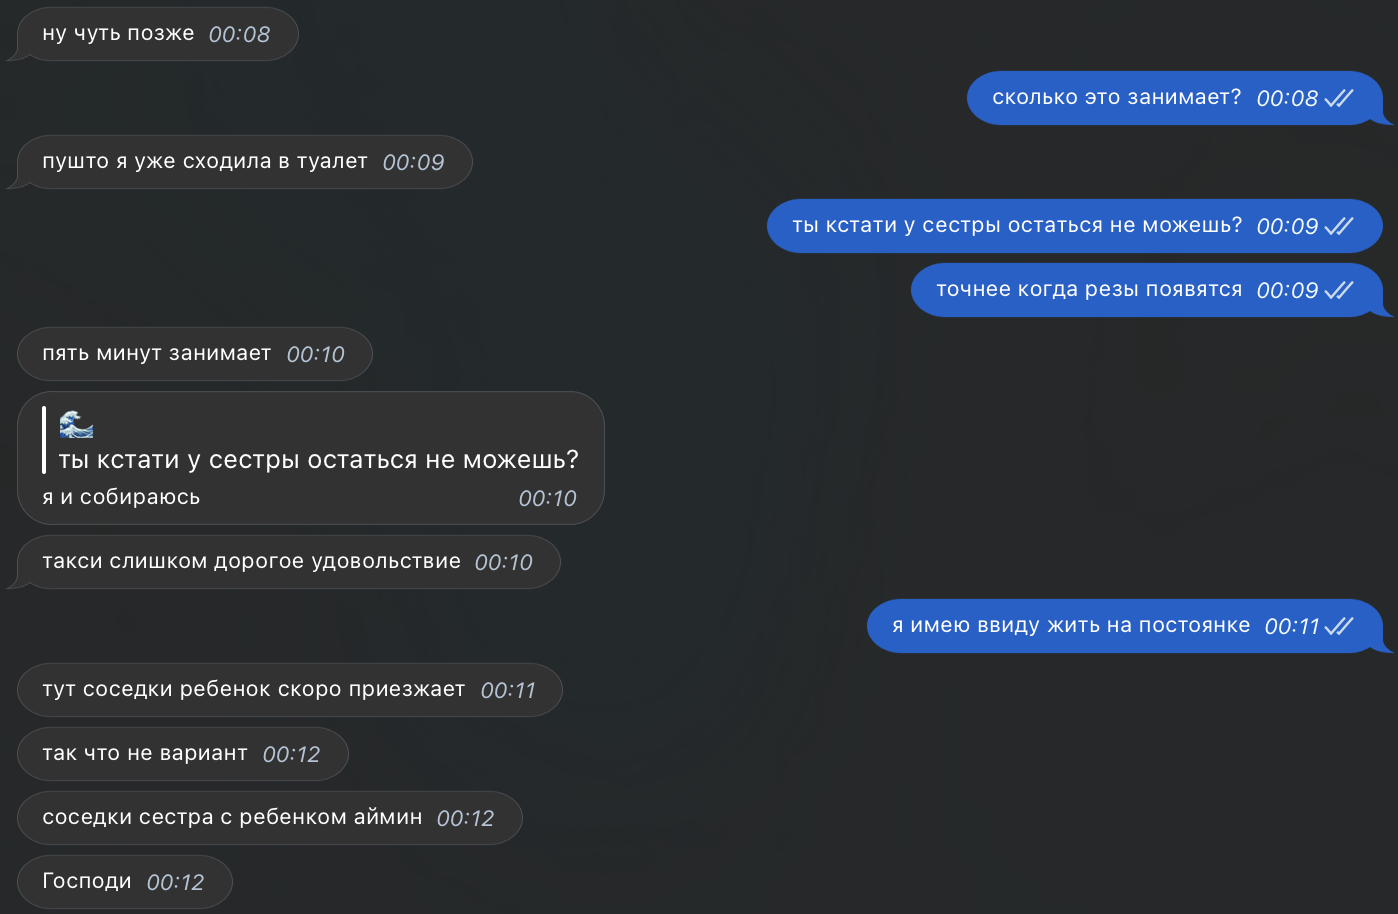 ну чуть позже 00:08
сколько это занимает? 00:08
пушто я уже сходила в туалет 00:09
ты кстати у сестры остаться не можешь? 00:09
точнее когда резы появятся 00:09
пять минут занимает 00:10
🌊
ты кстати у сестры остаться не можешь?
я и собираюсь 00:10
такси слишком дорогое удовольствие 00:10
я имею ввиду жить на постоянке 00:11
тут соседки ребенок скоро приезжает 00:11
так что не вариант 00:12
соседки сестра с ребенком аймин 00:12
Господи 00:12